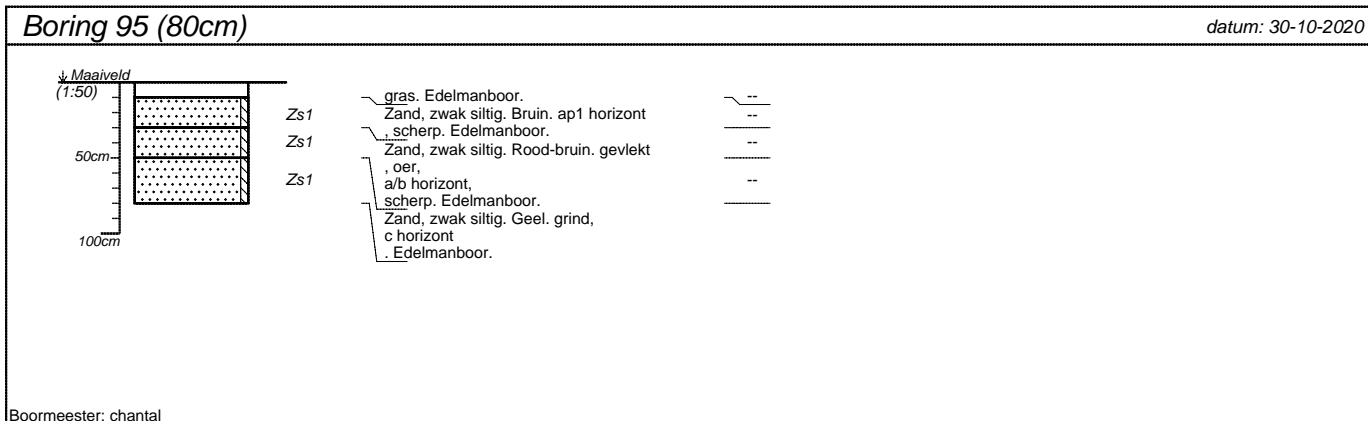 Boring 95 (80cm)
datum: 30-10-2020
Maaiveld
(1:50)
50cm
100cm
Zs1
Zs1
Zs1
gras. Edelmanboor.
Zand, zwak siltig. Bruin. ap1 horizont
, scherp. Edelmanboor.
Zand, zwak siltig. Rood-bruin. gevlekt
, oer,
a/b horizont,
scherp. Edelmanboor.
Zand, zwak siltig. Geel. grind,
c horizont
. Edelmanboor.
--
--
--
--
Boormeester: chantal